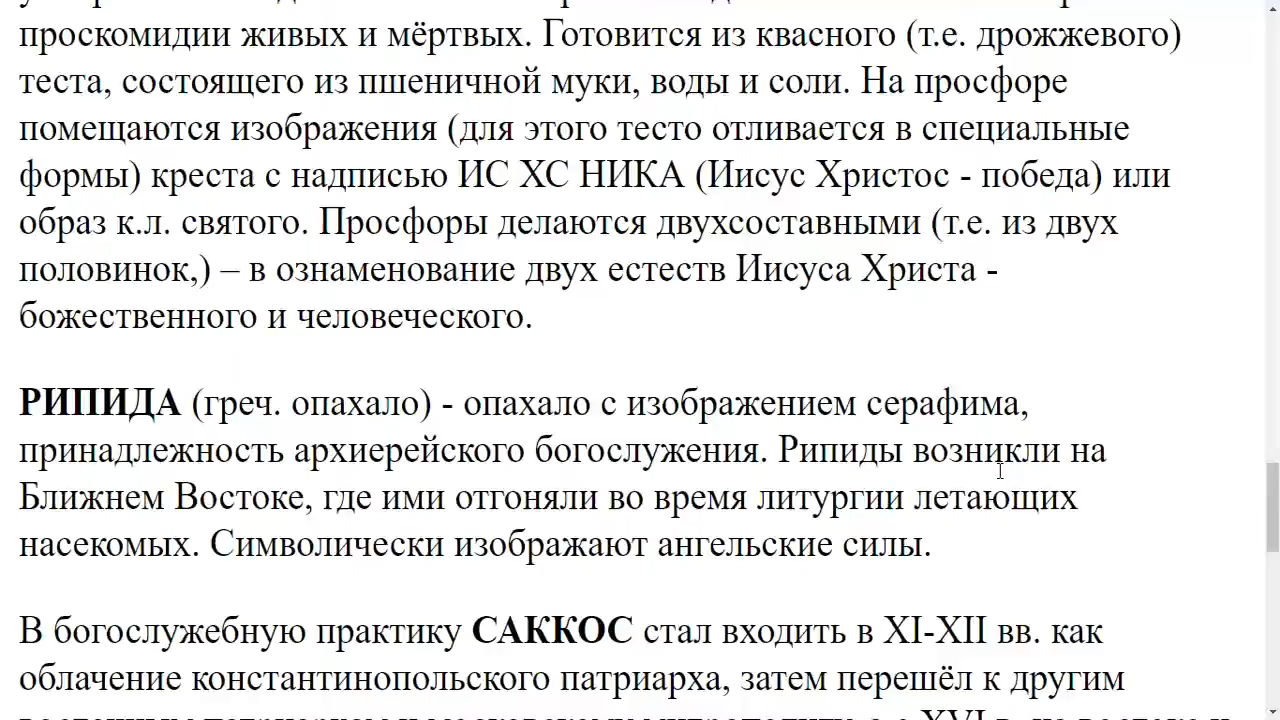 проскомидии живых и мёртвых. Готовится из квасного (т.е. дрожжевого)
теста, состоящего из пшеничной муки, воды и соли. На просфоре
помещаются изображения (для этого тесто отливается в специальные
формы) креста с надписью ИС ХС НИКА (Иисус Христос - победа) или
образ к.л. святого. Просфоры делаются двухсоставными (т.е. из двух
половинок,) – в ознаменование двух естеств Иисуса Христа -
божественного и человеческого.
РИПИДА (греч. опахало) - опахало с изображением серафима,
принадлежность архиерейского богослужения. Рипиды возникли на
Ближнем Востоке, где ими отгоняли во время литургии летающих
насекомых. Символически изображают ангельские силы.
В богослужебную практику САККОС стал входить в XI-XII вв. как
облачение константинопольского патриарха, затем перешёл к другим